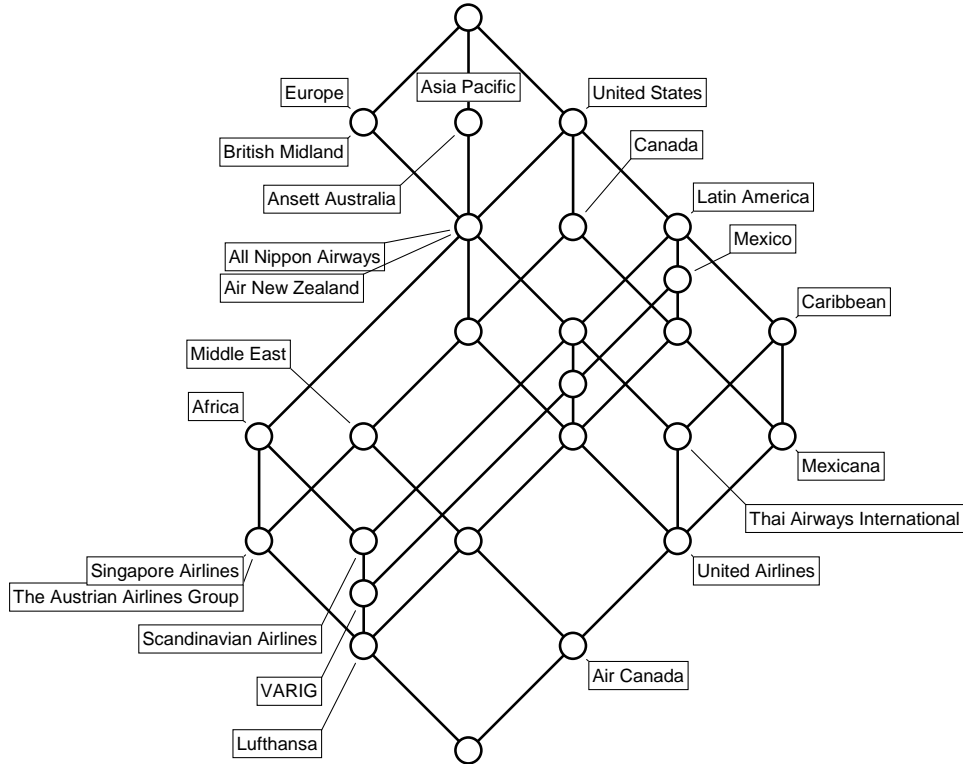 Asia Pacific
Europe
United States
British Midland
Canada
Ansett Australia
Latin America
Mexico
All Nippon Airways
Air New Zealand
Caribbean
Middle East
Africa
Mexicana
Thai Airways International
Singapore Airlines
United Airlines
The Austrian Airlines Group
Scandinavian Airlines
Air Canada
VARIG
Lufthansa